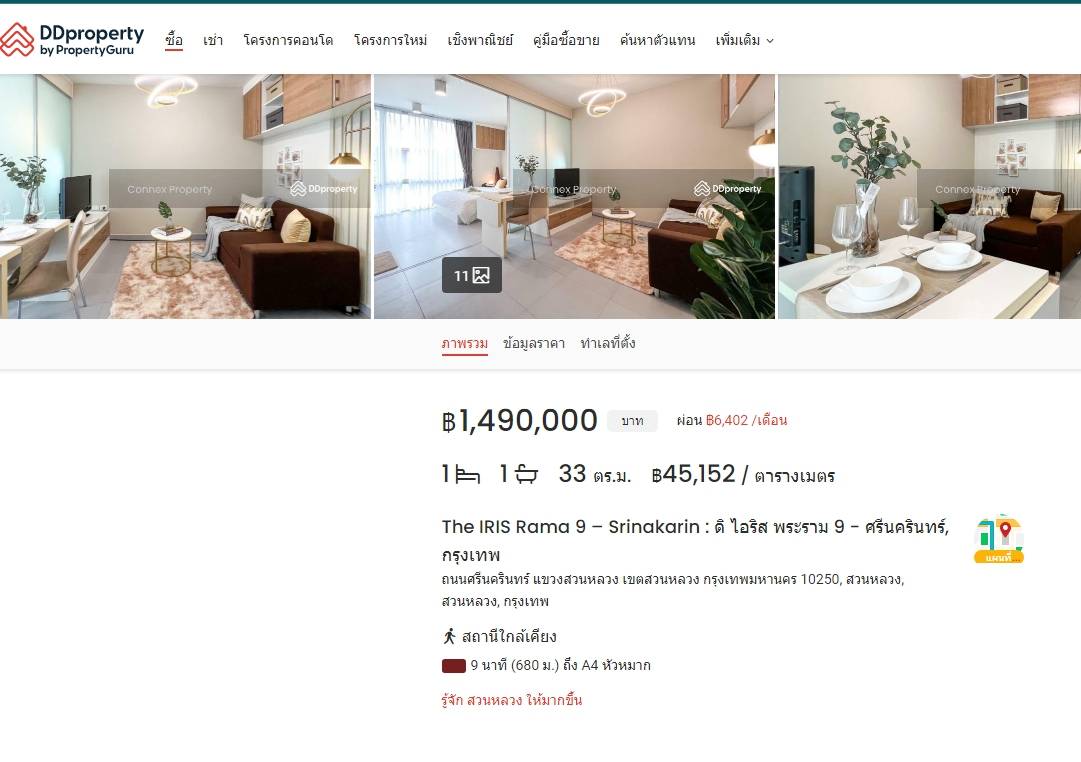 DDproperty
by PropertyGuru
ซื้อ เช่า โครงการคอนโด โครงการใหม่ เชิงพาณิชย์ คู่มือซื้อขาย ค้นหาตัวแทน เพิ่มเติม
Connex Property DDproperty Connex Property DDproperty Connex Property
11
ภาพรวม ข้อมูลราคา ทำเลที่ตั้ง
฿1,490,000 บาท ผ่อน ฿6,402 /เดือน
1 1 33 ตร.ม. ฿45,152 / ตารางเมตร
The IRIS Rama 9 – Srinakarin : ดิ ไอริส พระราม 9 - ศรีนครินทร์,
กรุงเทพ
แผนที่...
ถนนศรีนครินทร์ แขวงสวนหลวง เขตสวนหลวง กรุงเทพมหานคร 10250, สวนหลวง,
สวนหลวง, กรุงเทพ
สถานีใกล้เคียง
9 นาที (680 ม.) ถึง A4 หัวหมาก
รู้จัก สวนหลวง ให้มากขึ้น